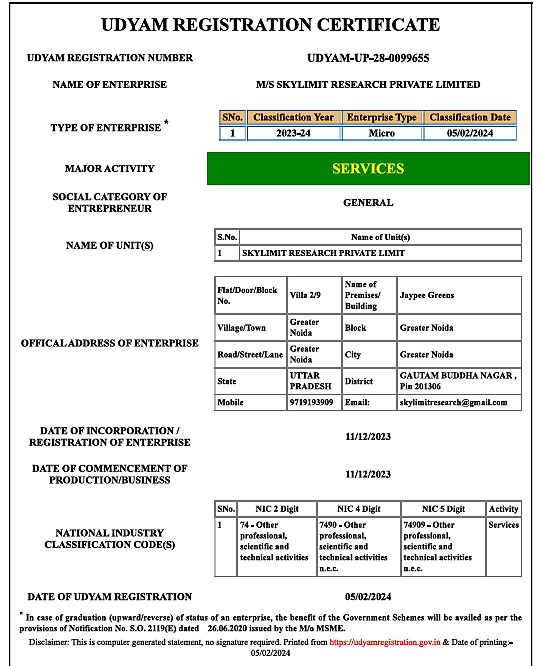 UDYAM REGISTRATION CERTIFICATE
UDYAM REGISTRATION NUMBER UDYAM-UP-28-0099655
NAME OF ENTERPRISE M/S SKYLIMIT RESEARCH PRIVATE LIMITED
TYPE OF ENTERPRISE *
SNo. Classification Year Enterprise Type Classification Date
1 2023-24 Micro 05/02/2024
MAJOR ACTIVITY SERVICES
SOCIAL CATEGORY OF
ENTREPRENEUR
GENERAL
NAME OF UNIT(S)
S.No. Name of Unit(s)
1 SKYLIMIT RESEARCH PRIVATE LIMIT
OFFICAL ADDRESS OF ENTERPRISE
Flat/Door/Block
No.
Villa 2/9
Name of
Premises/
Building
Jaypee Greens
Village/Town
Greater
Noida
Block
Greater Noida
Road/Street/Lane
Greater
Noida
City
Greater Noida
State
UTTAR
PRADESH
District
GAUTAM BUDDHA NAGAR ,
Pin 201306
Mobile 9719193909 Email: skylimitresearch@gmail.com
DATE OF INCORPORATION /
REGISTRATION OF ENTERPRISE
11/12/2023
DATE OF COMMENCEMENT OF
PRODUCTION/BUSINESS
11/12/2023
NATIONAL INDUSTRY
CLASSIFICATION CODE(S)
SNo. NIC 2 Digit NIC 4 Digit NIC 5 Digit Activity
1
74 - Other
professional,
scientific and
technical activities
7490 - Other
professional,
scientific and
technical activities
n.e.c.
74909 - Other
professional,
scientific and
technical activities
n.e.c.
Services
DATE OF UDYAM REGISTRATION 05/02/2024
* In case of graduation (upward/reverse) of status of an enterprise, the benefit of the Government Schemes will be availed as per the
provisions of Notification No. S.O. 2119(E) dated 26.06.2020 issued by the M/o MSME.
Disclaimer: This is computer generated statement, no signature required. Printed from https://udyamregistration.gov.in & Date of printing:-
05/02/2024